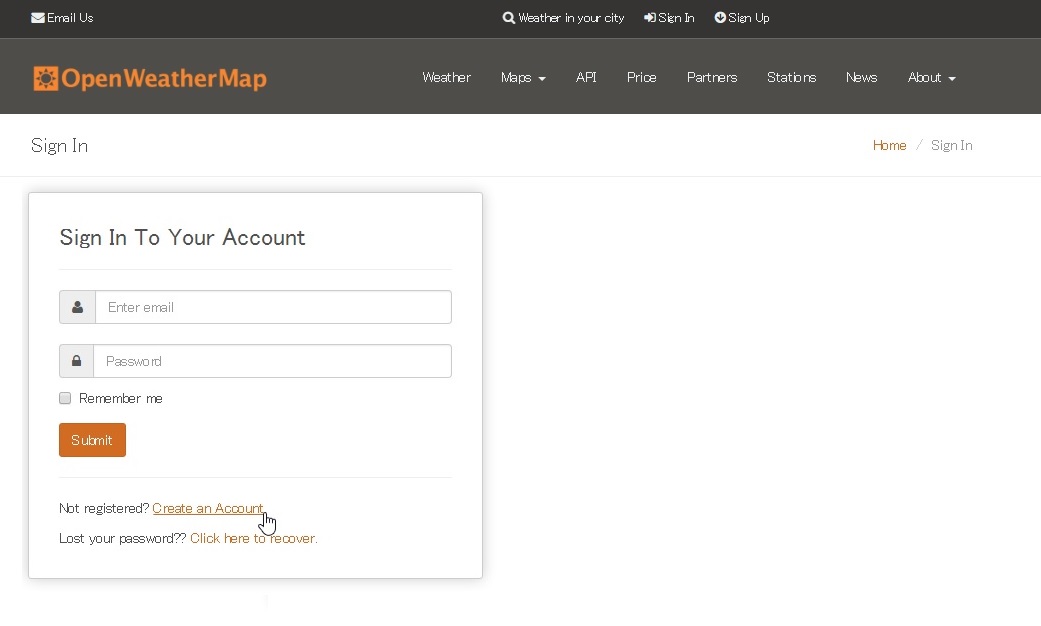 Email Us Weather in your city Sign In Sign Up
OpenWeatherMap Weather Maps API Price Partners Stations News About
Sign In Home / Sign In
Sign In To Your Account
Enter email
Password
Remember me
Submit
Not registered? Create an Account.
Lost your password?? Click here to recover.